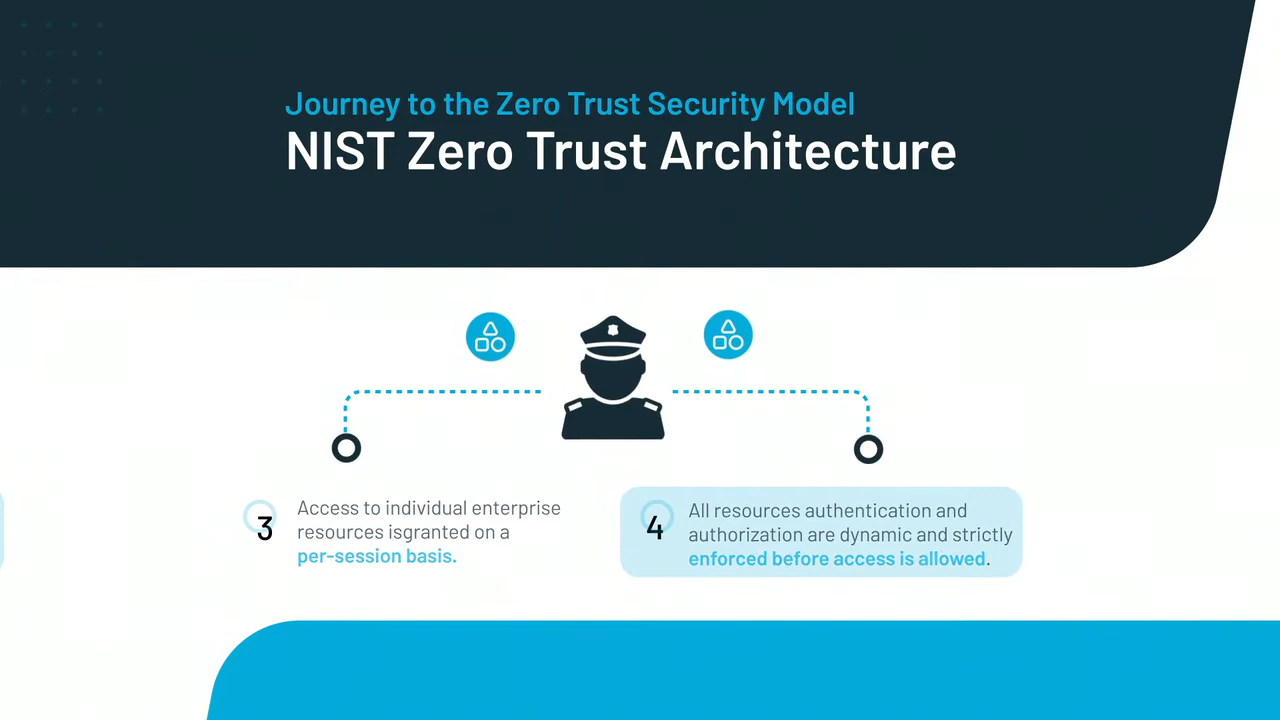 Journey to the Zero Trust Security Model
NIST Zero Trust Architecture
3
Access to individual enterprise
resources isgranted on a
per-session basis.
4
All resources authentication and
authorization are dynamic and strictly
enforced before access is allowed.